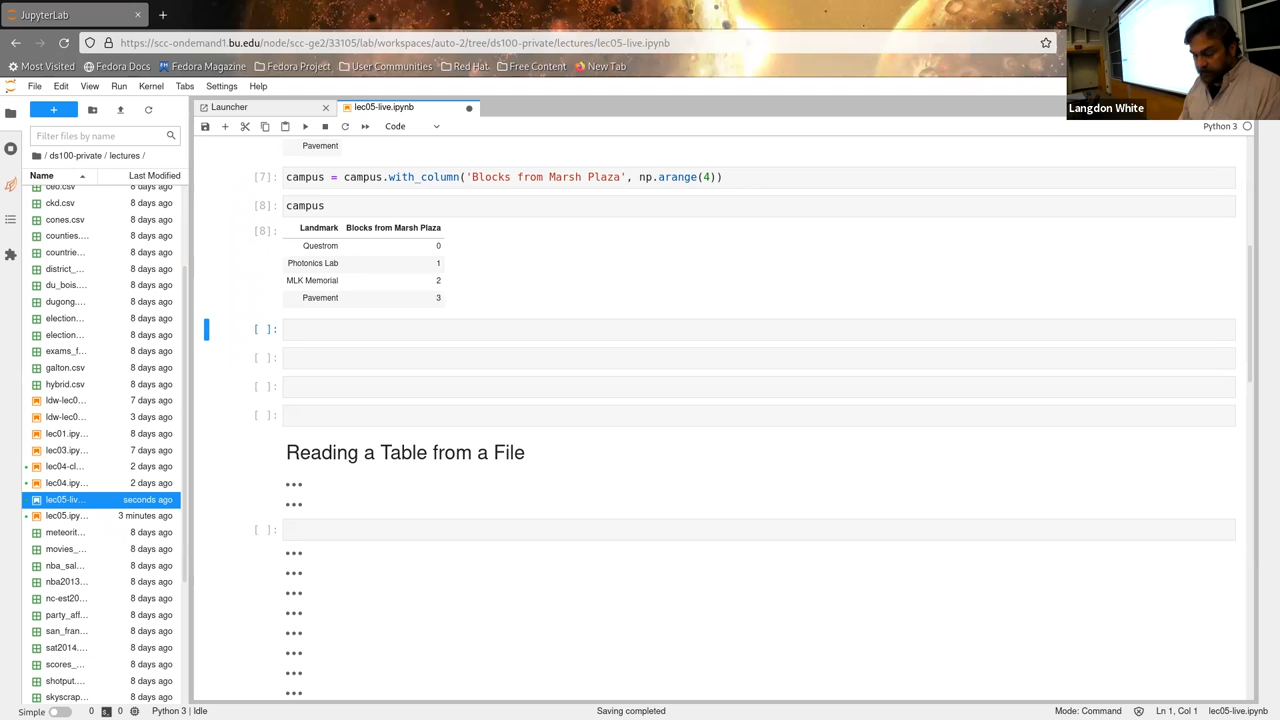 JupyterLab
https://scc-ondemand1.bu.edu/node/scc-ge2/33105/lab/workspaces/auto-2/tree/ds100-private/lectures/lec05-live.ipynb
Most Visited Fedora Docs Fedora Magazine Fedora Project User Communities Red Hat Free Content New Tab
Langdon White
File Edit View Run Kernel Tabs Settings Help
Launcher lec05-live.ipynb
Code Python 3
Filter files by name
/ ds100-private / lectures /
Name Last Modified
ceo.csv 8 days ago
ckd.csv 8 days ago
cones.csv 8 days ago
counties.… 8 days ago
countrie… 8 days ago
district_… 8 days ago
du_bois.… 8 days ago
dugong.… 8 days ago
election… 8 days ago
election… 8 days ago
exams_f… 8 days ago
galton.csv 8 days ago
hybrid.csv 8 days ago
ldw-lec0… 7 days ago
ldw-lec0… 3 days ago
lec01.ipy… 8 days ago
lec03.ipy… 7 days ago
lec04-cl… 2 days ago
lec04.ipy… 2 days ago
lec05-liv… seconds ago
lec05.ipy… 3 minutes ago
meteorit… 8 days ago
movies_… 8 days ago
nba_sal… 8 days ago
nba2013… 8 days ago
nc-est20… 8 days ago
party_aff… 8 days ago
san_fran… 8 days ago
sat2014.… 8 days ago
scores_… 8 days ago
shotput.… 8 days ago
skyscrap… 8 days ago
Pavement
[7]: campus = campus.with_column('Blocks from Marsh Plaza', np.arange(4))
[8]: campus
[8]: Landmark Blocks from Marsh Plaza
Questrom 0
Photonics Lab 1
MLK Memorial 2
Pavement 3
[ ]:
[ ]:
[ ]:
[ ]:
Reading a Table from a File
[ ]:
Simple 0 $_ 0 Python 3 | Idle Saving completed Mode: Command Ln 1, Col 1 lec05-live.ipynb